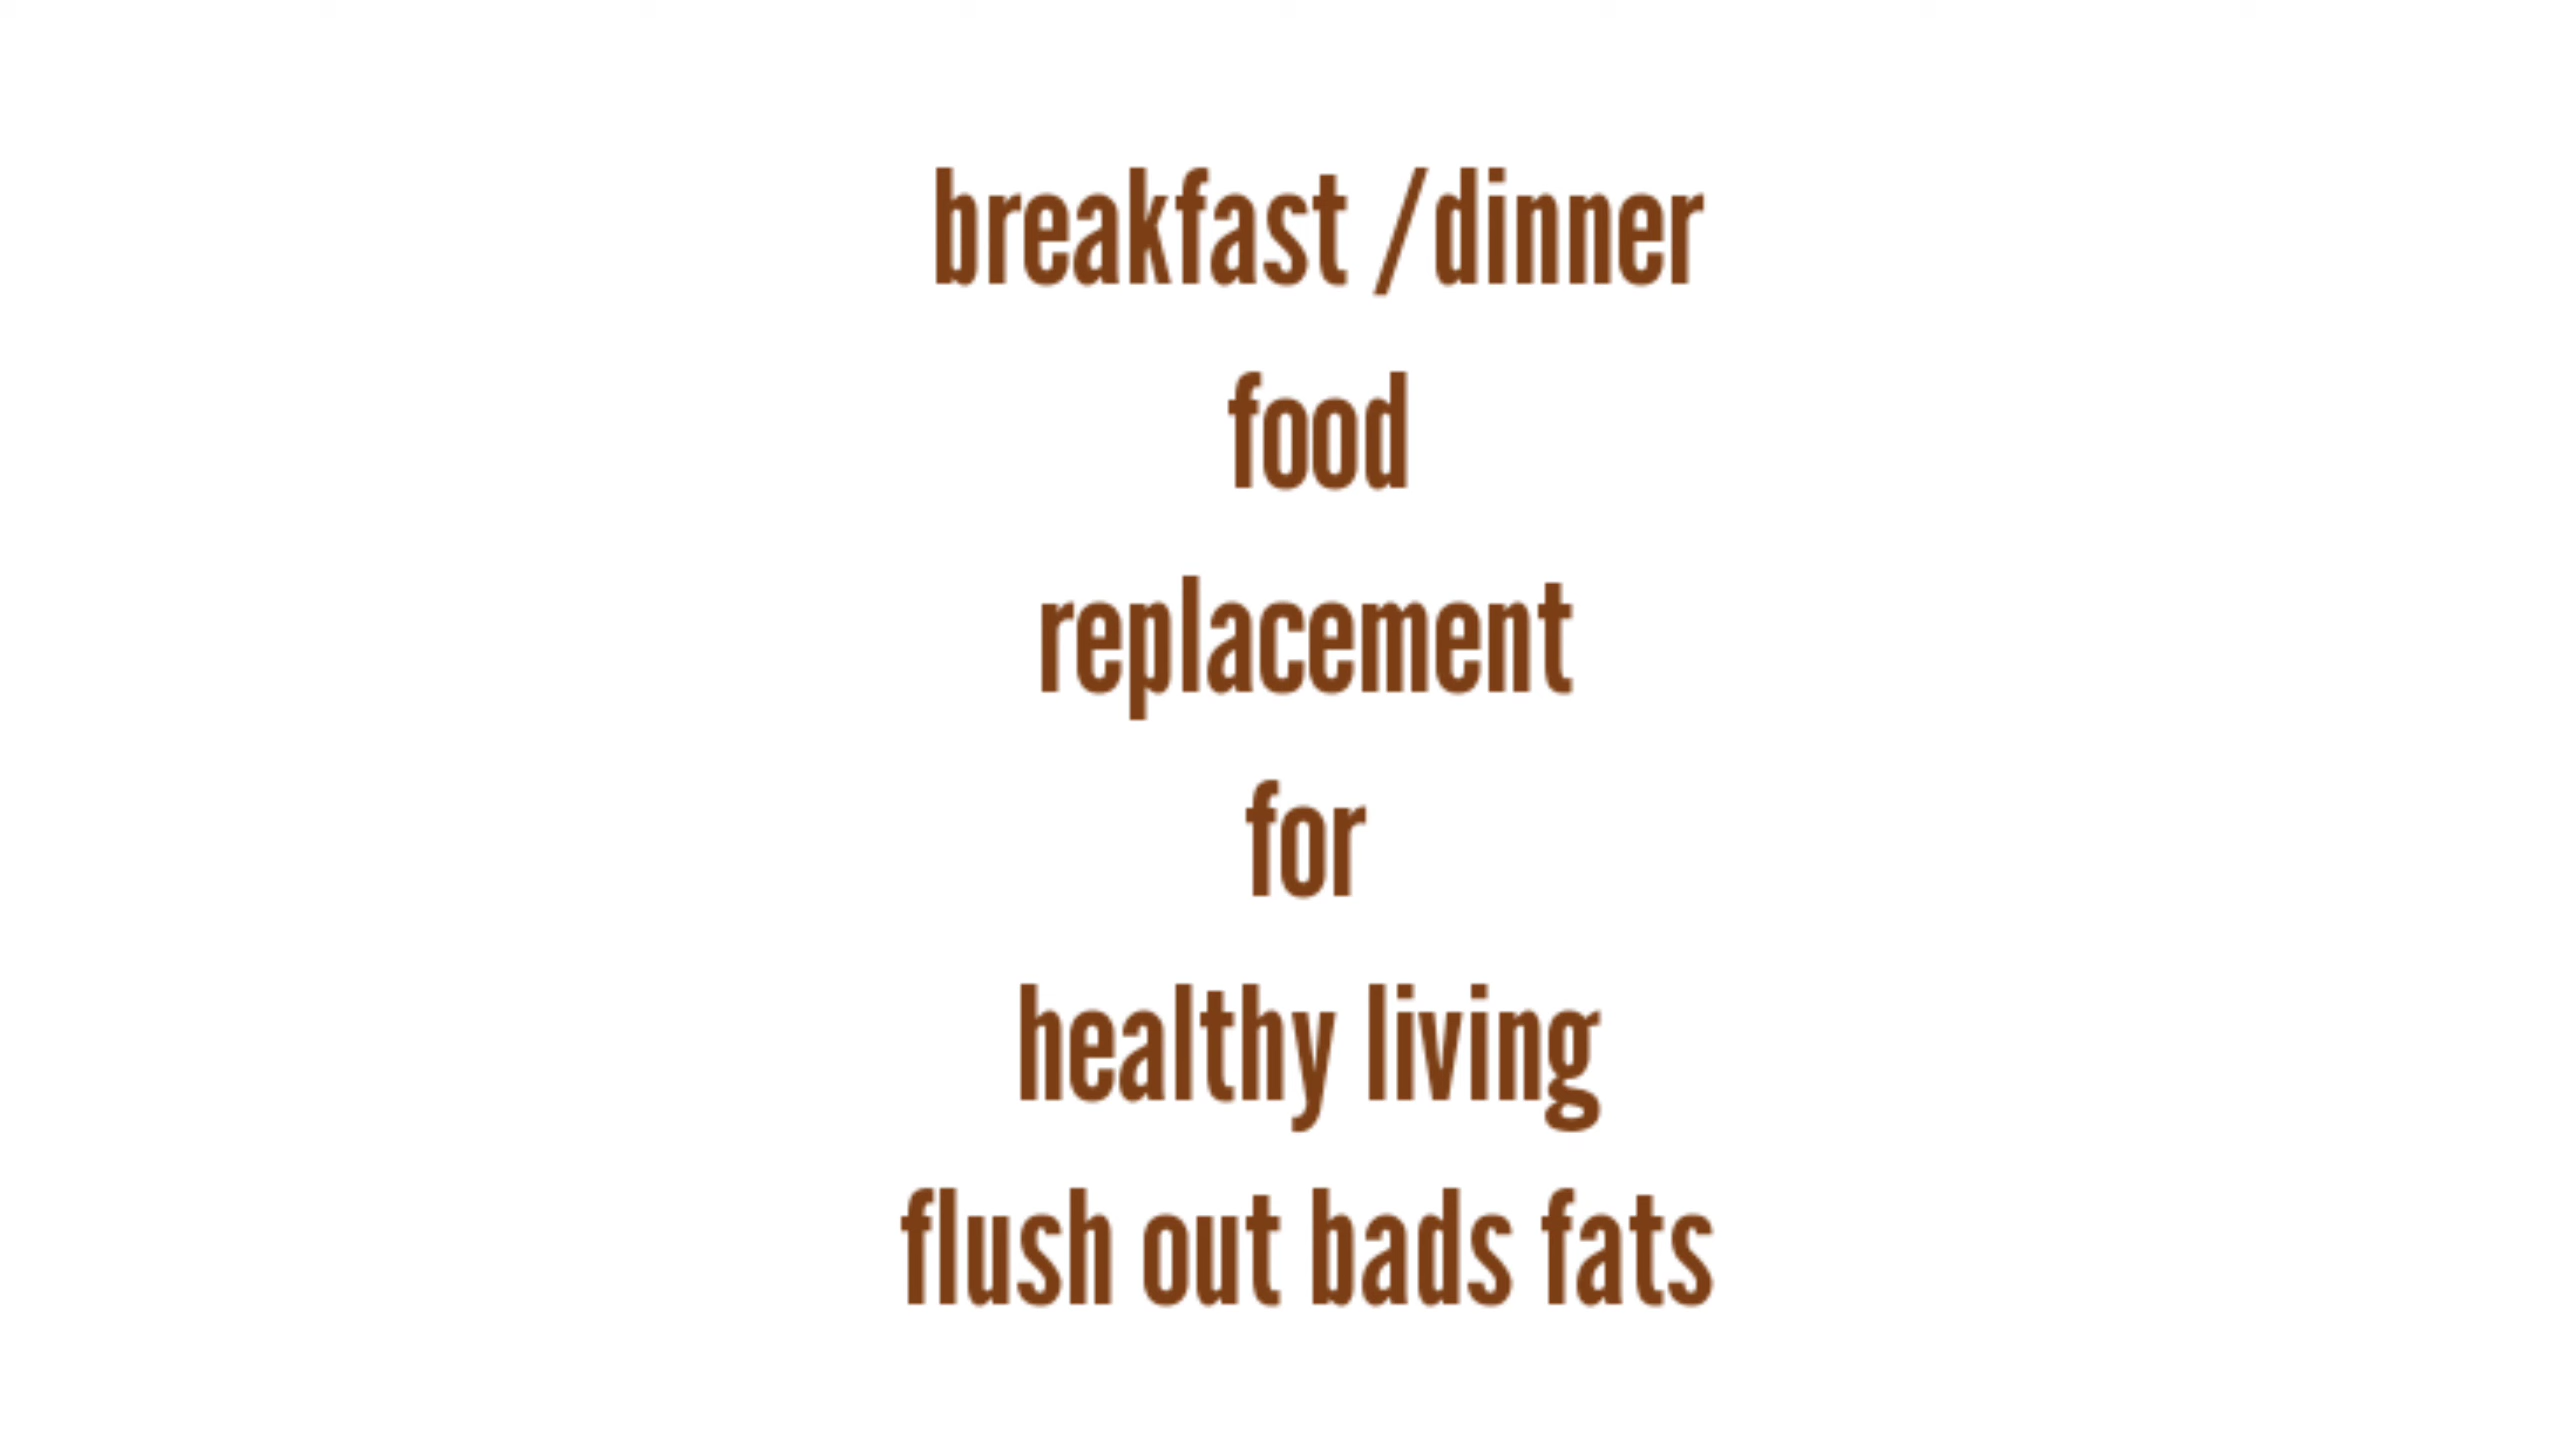 breakfast /dinner
food
replacement
for
healthy living
flush out bads fats